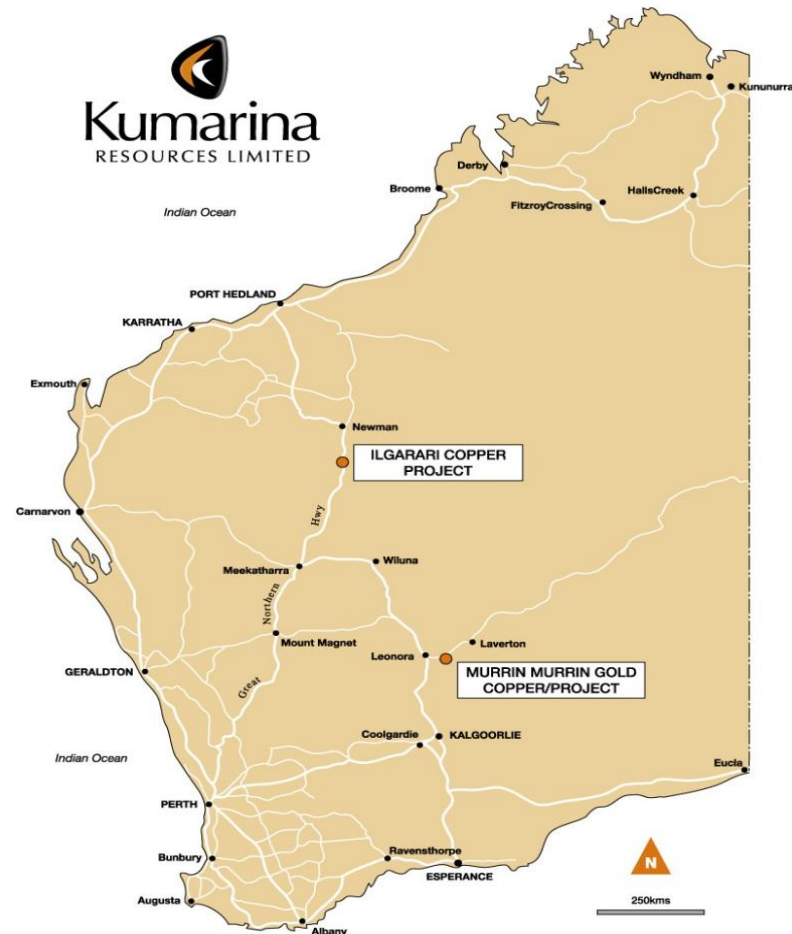 Kumarina
RESOURCES LIMITED
Wyndham
Kununurra
Derby
Broome
HallsCreek
FitzroyCrossing
Indian Ocean
PORT HEDLAND
KARRATHA
Exmouth
Newman
ILGARARI COPPER
PROJECT
Carnarvon
Hwy
Meekatharra
Wiluna
Northern
Mount Magnet
Laverton
Leonora
GERALDTON
MURRIN MURRIN GOLD
COPPER/PROJECT
Great
Coolgardie
KALGOORLIE
Indian Ocean
Eucla
PERTH
Bunbury
Ravensthorpe
N
ESPERANCE
Augusta
250kms
Albany